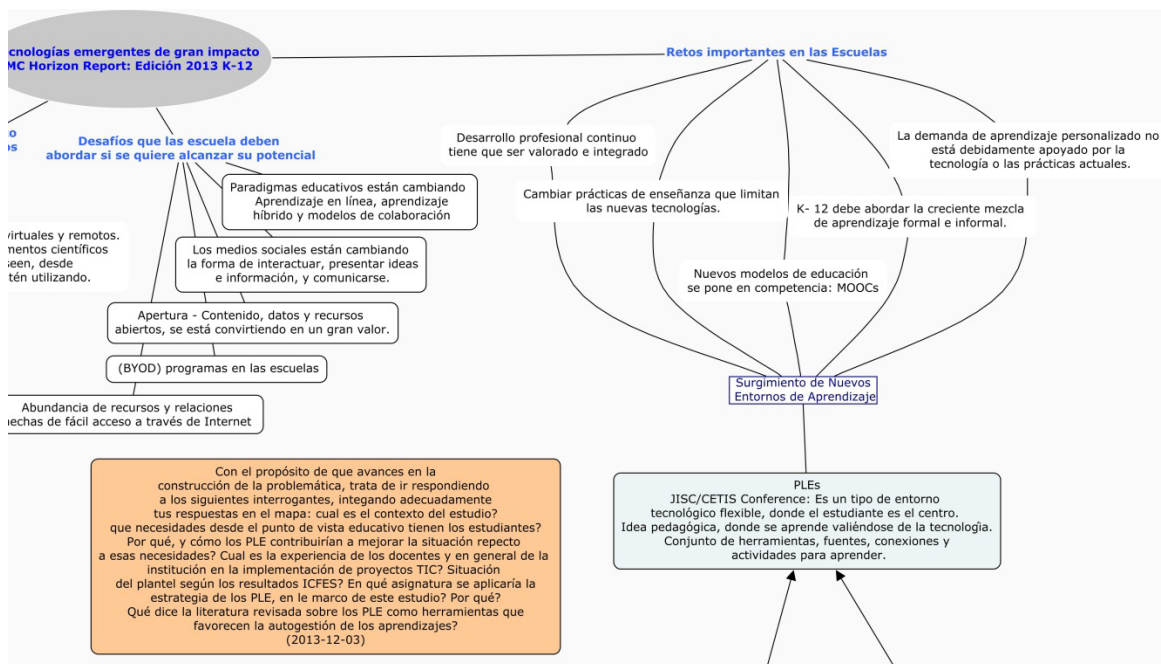 cnologías emergentes de gran impacto
MC Horizon Report: Edición 2013 K-12
Retos importantes en las Escuelas
Desafíos que las escuela deben
abordar si se quiere alcanzar su potencial
Paradigmas educativos están cambiando
Aprendizaje en línea, aprendizaje
híbrido y modelos de colaboración
virtuales y remotos.
mentos científicos
seen, desde
tén utilizando.
Los medios sociales están cambiando
la forma de interactuar, presentar ideas
e información, y comunicarse.
Apertura - Contenido, datos y recursos
abiertos, se está convirtiendo en un gran valor.
(BYOD) programas en las escuelas
Abundancia de recursos y relaciones
hechas de fácil acceso a través de Internet
Desarrollo profesional continuo
tiene que ser valorado e integrado
Cambiar prácticas de enseñanza que limitan
las nuevas tecnologías.
Nuevos modelos de educación
se pone en competencia: MOOCs
K- 12 debe abordar la creciente mezcla
de aprendizaje formal e informal.
La demanda de aprendizaje personalizado no
está debidamente apoyado por la
tecnología o las prácticas actuales.
Surgimiento de Nuevos
Entornos de Aprendizaje
PLEs
JISC/CETIS Conference: Es un tipo de entorno
tecnológico flexible, donde el estudiante es el centro.
Idea pedagógica, donde se aprende valiéndose de la tecnologìa.
Conjunto de herramientas, fuentes, conexiones y
actividades para aprender.
Con el propósito de que avances en la
construcción de la problemática, trata de ir respondiendo
a los siguientes interrogantes, integando adecuadamente
tus respuestas en el mapa: cual es el contexto del estudio?
que necesidades desde el punto de vista educativo tienen los estudiantes?
Por qué, y cómo los PLE contribuirían a mejorar la situación repecto
a esas necesidades? Cual es la experiencia de los docentes y en general de la
institución en la implementación de proyectos TIC? Situación
del plantel según los resultados ICFES? En qué asignatura se aplicaría la
estrategia de los PLE, en le marco de este estudio? Por qué?
Qué dice la literatura revisada sobre los PLE como herramientas que
favorecen la autogestión de los aprendizajes?
(2013-12-03)